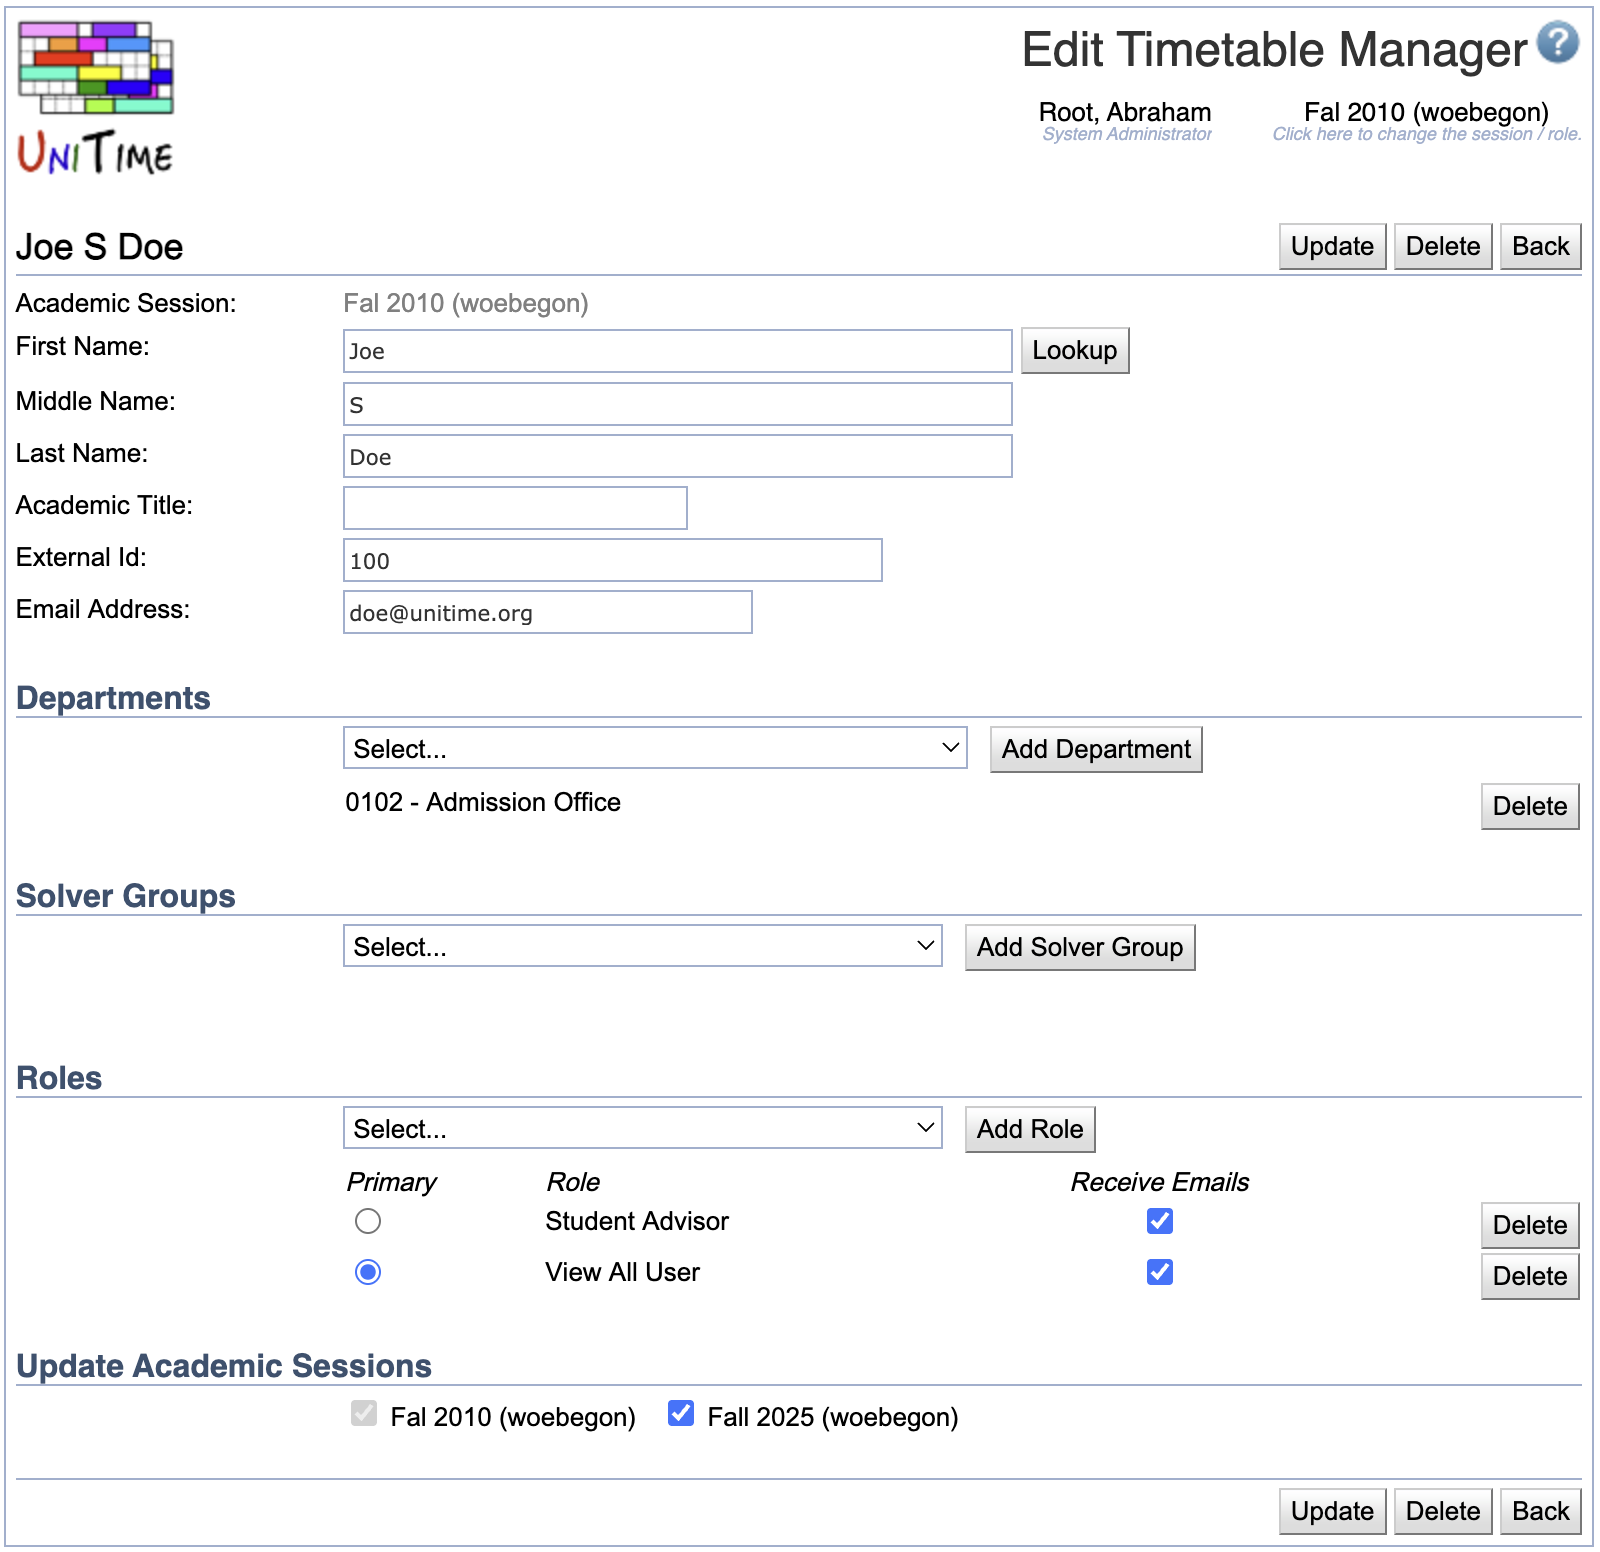 UNITIME
Edit Timetable Manager ?
Root, Abraham Fal 2010 (woebegon)
System Administrator Click here to change the session / role.
Joe S Doe Update Delete Back
Academic Session: Fal 2010 (woebegon)
First Name: Joe Lookup
Middle Name: S
Last Name: Doe
Academic Title:
External Id: 100
Email Address: doe@unitime.org
Departments
Select... Add Department
0102 - Admission Office Delete
Solver Groups
Select... Add Solver Group
Roles
Select... Add Role
Primary Role Receive Emails
Student Advisor Delete
View All User Delete
Update Academic Sessions
Fal 2010 (woebegon) Fall 2025 (woebegon)
Update Delete Back